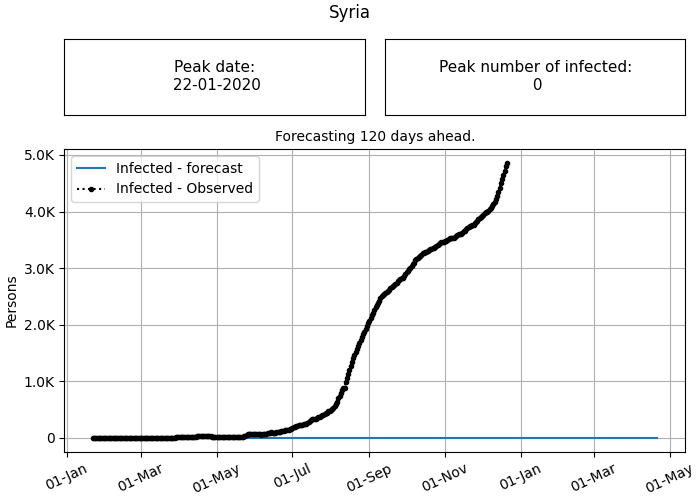 Syria
Peak date:
22-01-2020
Peak number of infected:
0
Forecasting 120 days ahead.
Infected - forecast
Infected - Observed
Persons
5.0K
4.0K
3.0K
2.0K
1.0K
0
01-Jan
01-Mar
01-May
01-Jul
01-Sep
01-Nov
01-Jan
01-Mar
01-May